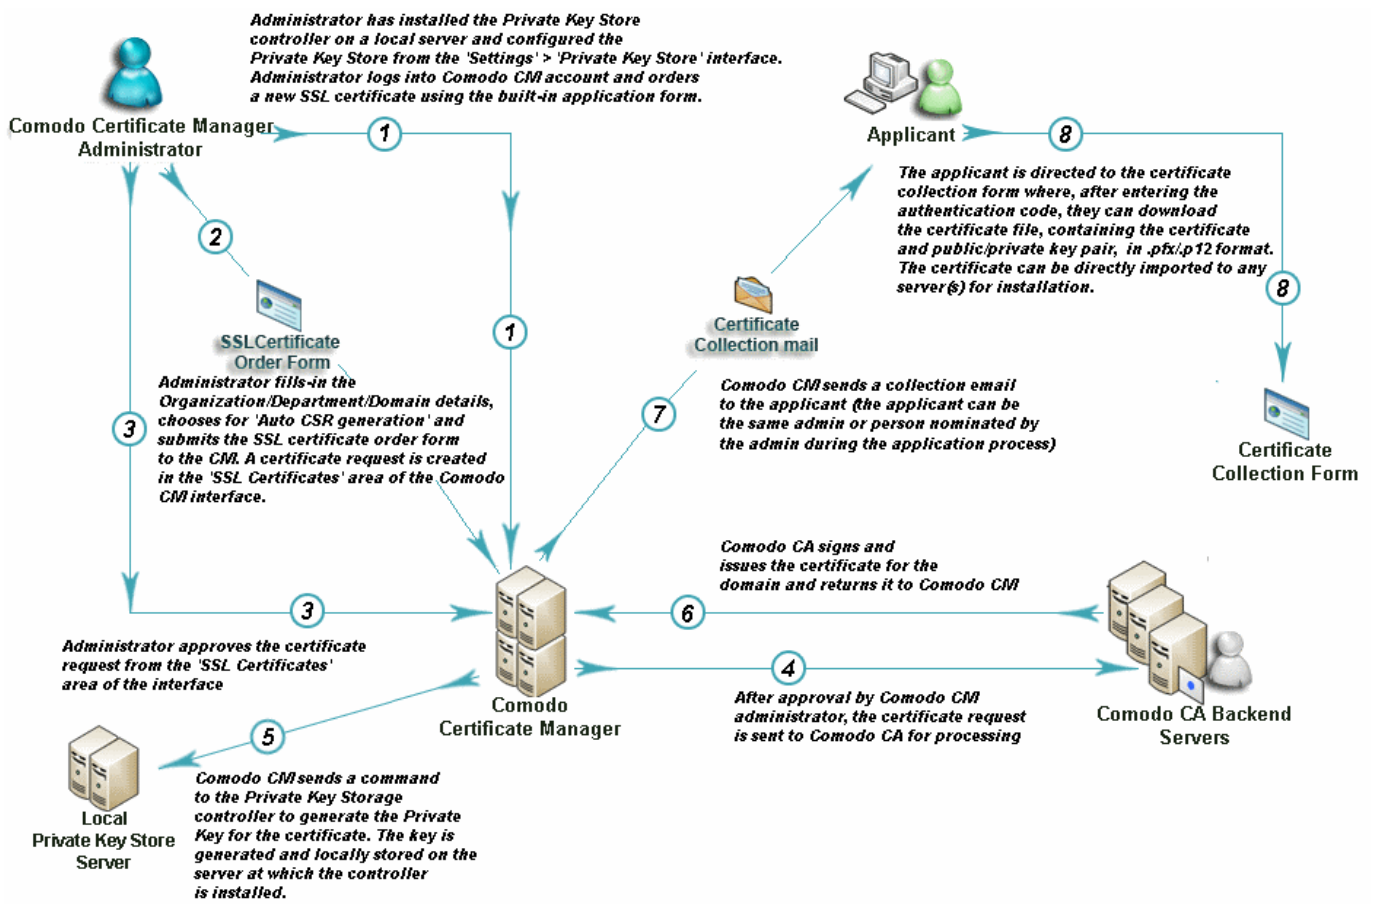 Administrator has installed the Private Key Store
controller on a local server and configured the
Private Key Store from the 'Settings' > 'Private Key Store' interface.
Administrator logs into Comodo CM account and orders
a new SSL certificate using the built-in application form.
Comodo Certificate Manager
Administrator
1
Applicant
8
The applicant is directed to the certificate
collection form where, after entering the
authentication code, they can download
the certificate file, containing the certificate
and public/private key pair, in .pfx/.p12 format.
The certificate can be directly imported to any
server(s) for installation.
2
8
1
SSLCertificate
Order Form
Certificate
Collection mail
Administrator fills-in the
Organization/Department/Domain details,
chooses for 'Auto CSR generation' and
submits the SSL certificate order form
to the CM. A certificate request is created
in the 'SSL Certificates' area of the Comodo
CM interface.
3
7
Comodo CM sends a collection email
to the applicant (the applicant can be
the same admin or person nominated by
the admin during the application process)
Certificate
Collection Form
Comodo CA signs and
issues the certificate for the
domain and returns it to Comodo CM
3
6
Administrator approves the certificate
request from the 'SSL Certificates'
area of the interface
4
Comodo
Certificate Manager
After approval by Comodo CM
administrator, the certificate request
is sent to Comodo CA for processing
Comodo CA Backend
Servers
5
Comodo CM sends a command
to the Private Key Storage
controller to generate the Private
Key for the certificate. The key is
generated and locally stored on the
server at which the controller
is installed.
Local
Private Key Store
Server